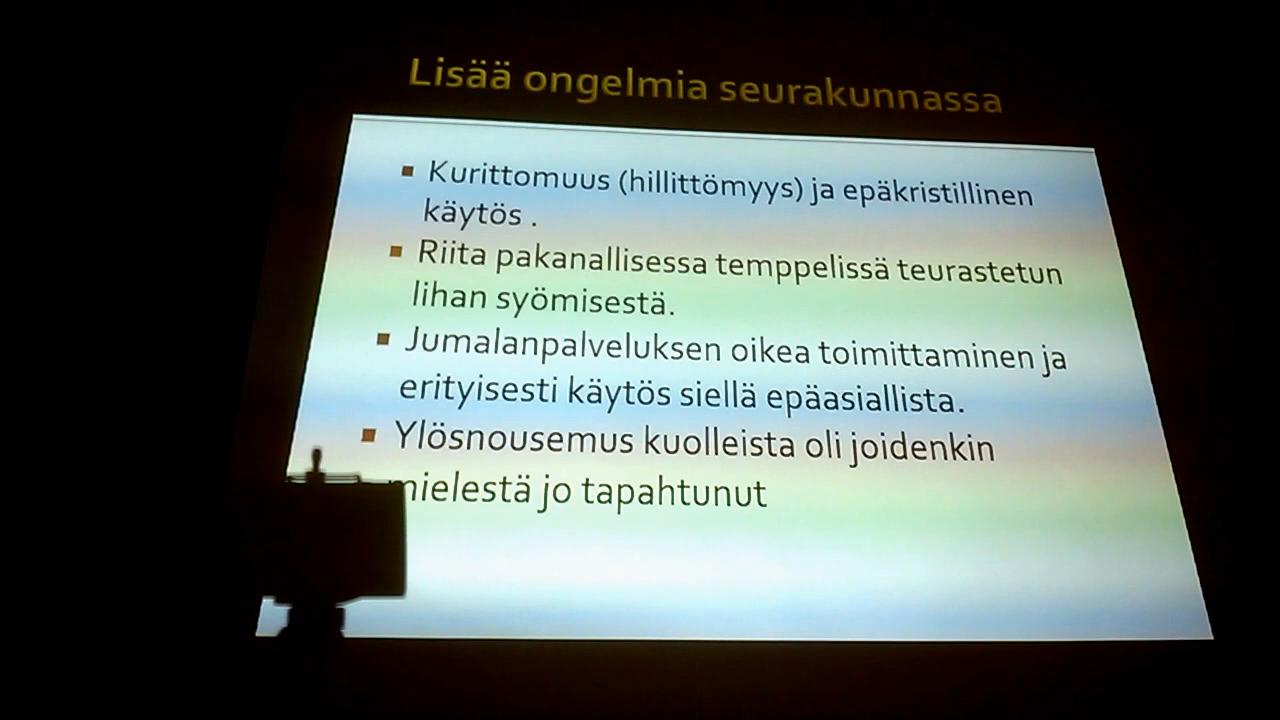 Lisää ongelmia seurakunnassa
Kurittomuus (hillittömyys) ja epäkristillinen
käytös .
Riita pakanallisessa temppelissä teurastetun
lihan syömisestä.
Jumalanpalveluksen oikea toimittaminen ja
erityisesti käytös siellä epäasiallista.
Ylösnousemus kuolleista oli joidenkin
mielestä jo tapahtunut